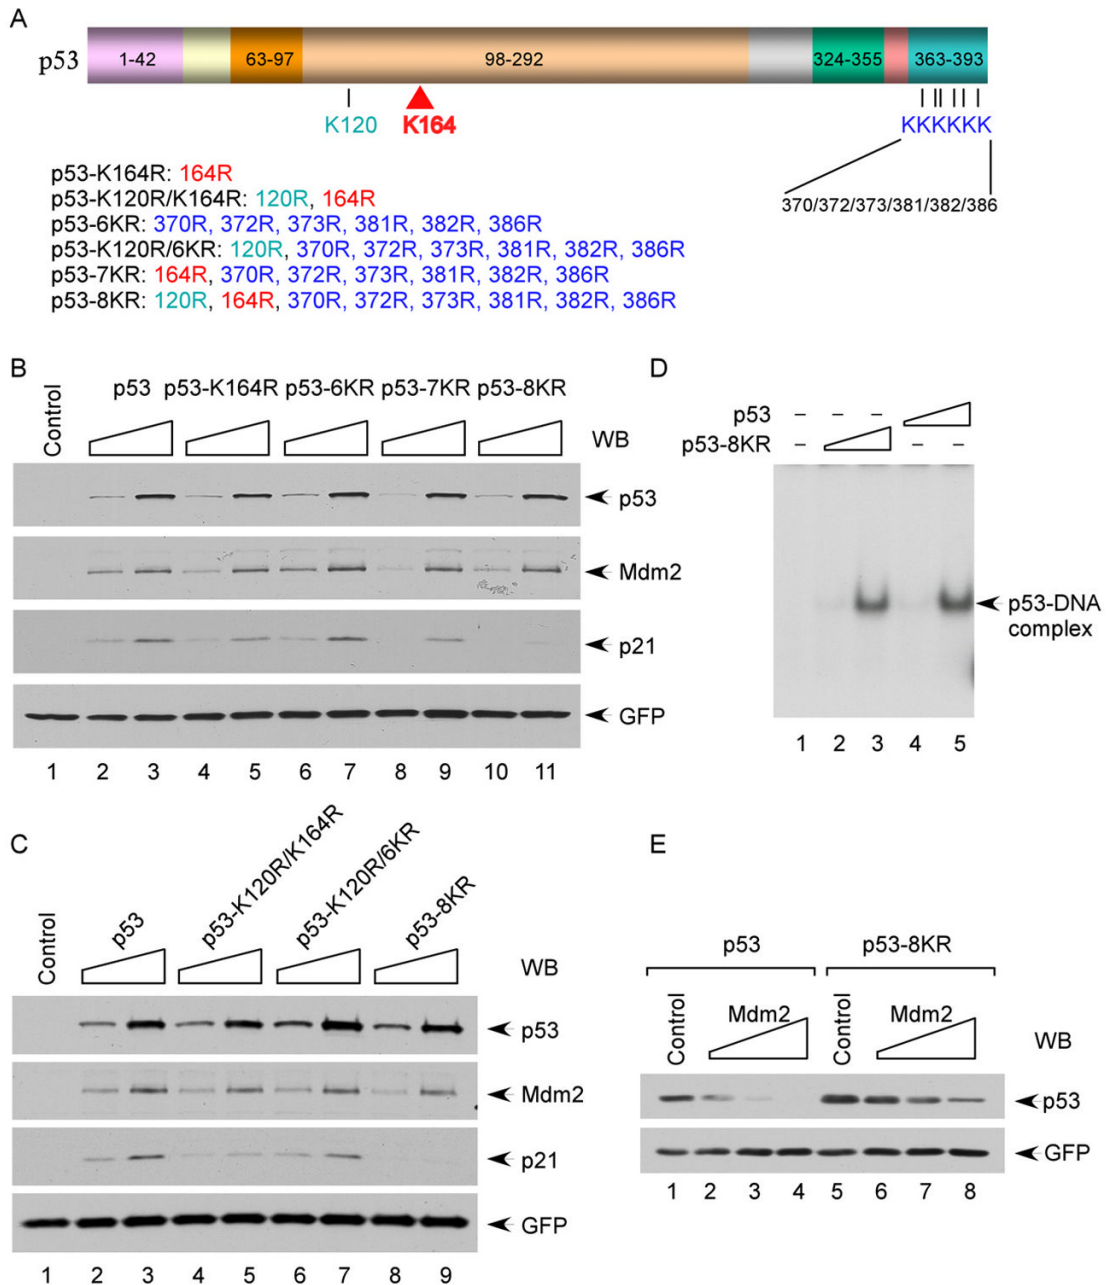 A
p53
1-42
63-97
98-292
324-355
363-393
K120
K164
KKKKKK
370/372/373/381/382/386
p53-K164R: 164R
p53-K120R/K164R: 120R, 164R
p53-6KR: 370R, 372R, 373R, 381R, 382R, 386R
p53-K120R/6KR: 120R, 370R, 372R, 373R, 381R, 382R, 386R
p53-7KR: 164R, 370R, 372R, 373R, 381R, 382R, 386R
p53-8KR: 120R, 164R, 370R, 372R, 373R, 381R, 382R, 386R
B
Control
p53 p53-K164R p53-6KR p53-7KR p53-8KR
WB
p53
Mdm2
p21
GFP
1 2 3 4 5 6 7 8 9 10 11
D
p53 – – –
p53-8KR – – –
p53-DNA
complex
1 2 3 4 5
C
Control
p53
p53-K120R/K164R
p53-K120R/6KR
p53-8KR
WB
p53
Mdm2
p21
GFP
1 2 3 4 5 6 7 8 9
E
p53 p53-8KR
Control Mdm2 Control Mdm2
WB
p53
GFP
1 2 3 4 5 6 7 8